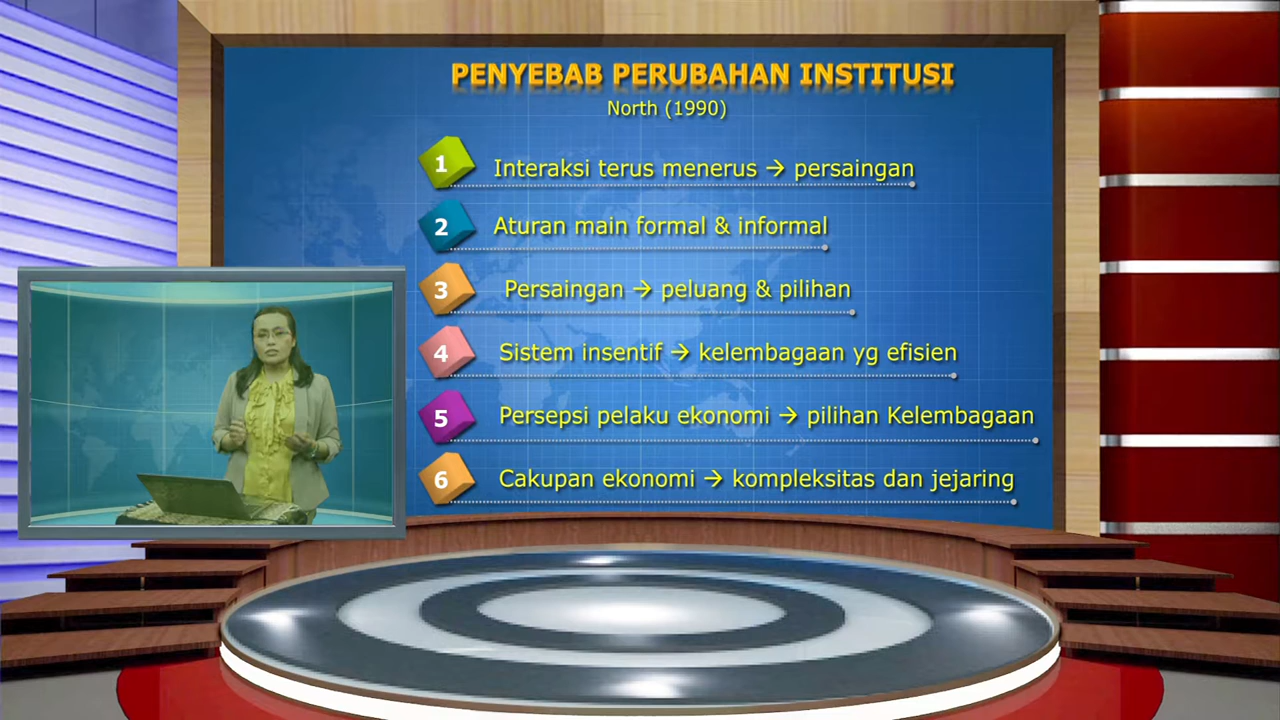 PENYEBAB PERUBAHAN INSTITUSI
North (1990)
1 Interaksi terus menerus → persaingan
2 Aturan main formal & informal
3 Persaingan → peluang & pilihan
4 Sistem insentif → kelembagaan yg efisien
5 Persepsi pelaku ekonomi → pilihan Kelembagaan
6 Cakupan ekonomi → kompleksitas dan jejaring